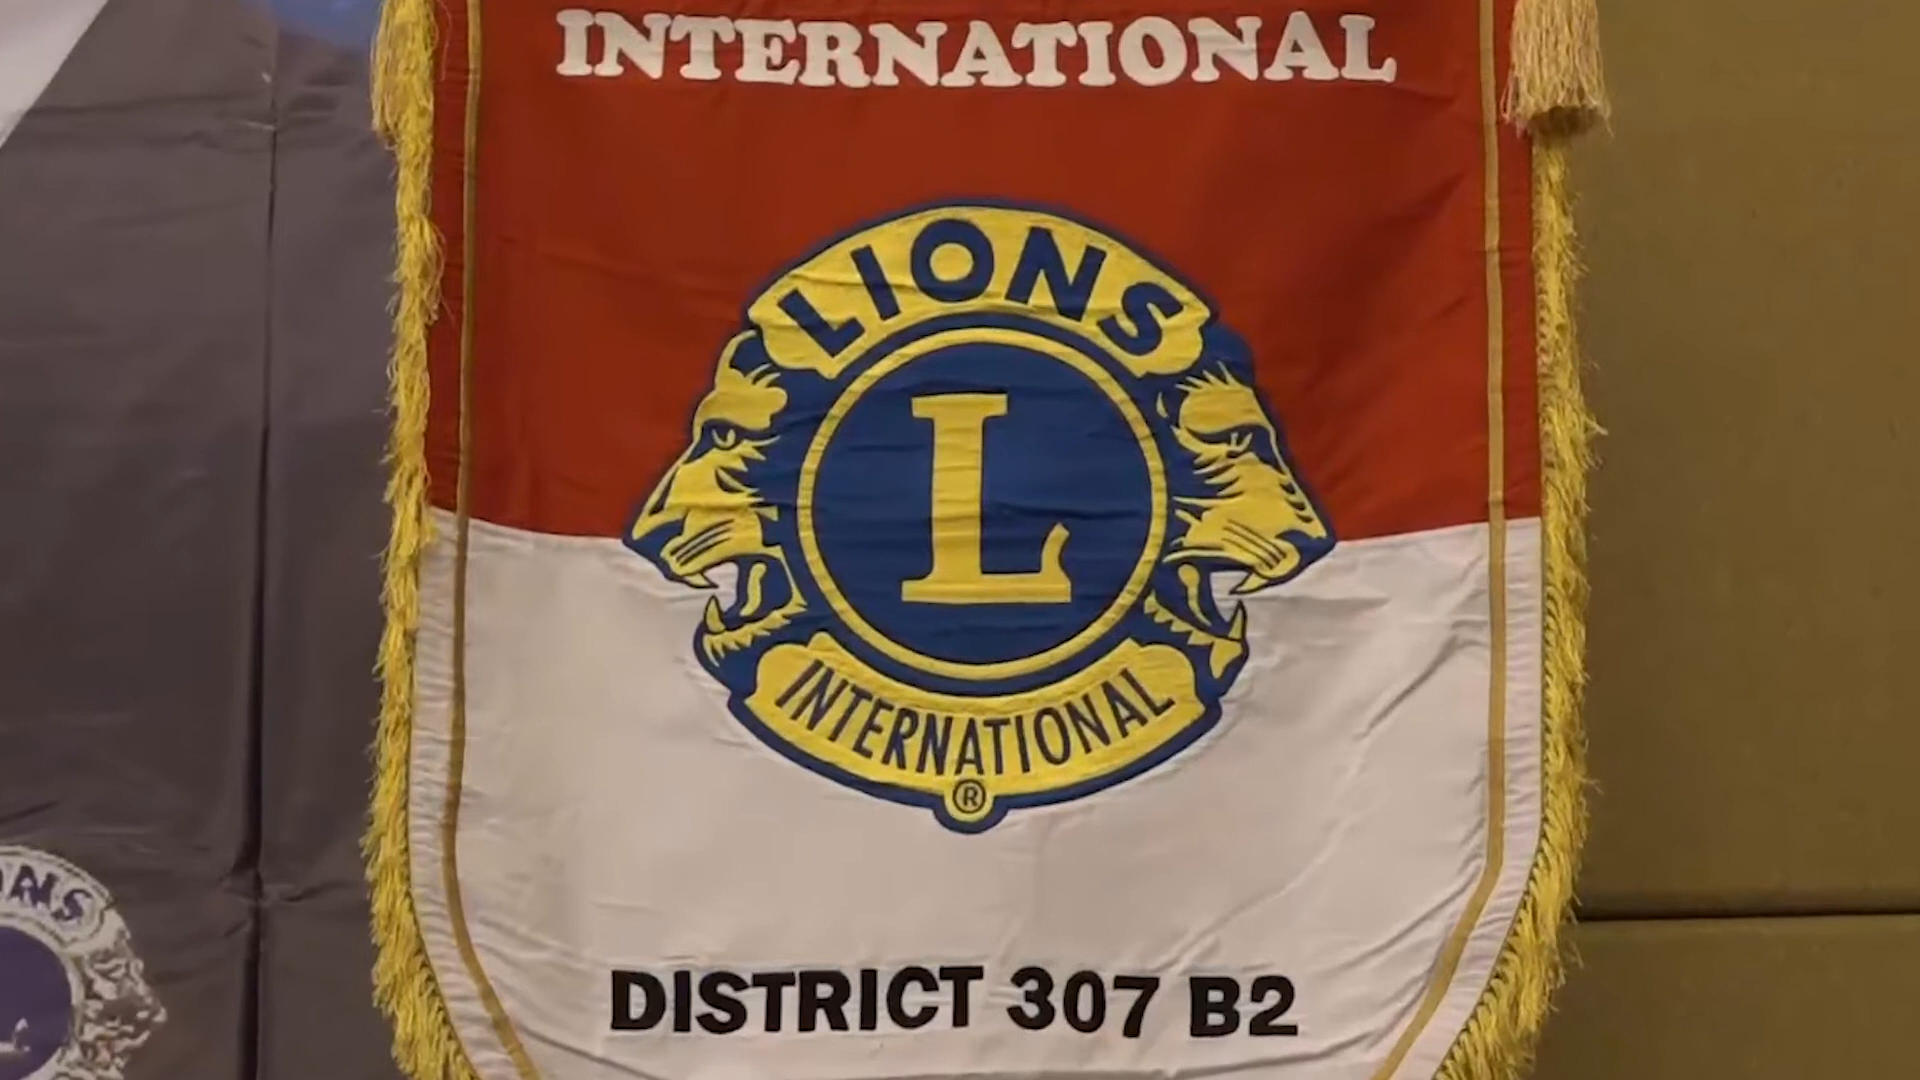 INTERNATIONAL
LIONS
L
INTERNATIONAL
®
DISTRICT 307 B2